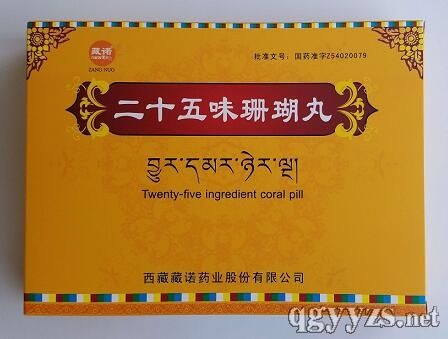 藏诺
ZANG NUO
批准文号：国药准字Z54020079
二十五味珊瑚丸
བྱུར་དམར་ཉེར་ལྔ།
Twenty-five ingredient coral pill
西藏藏诺药业股份有限公司
qgyyzs.net